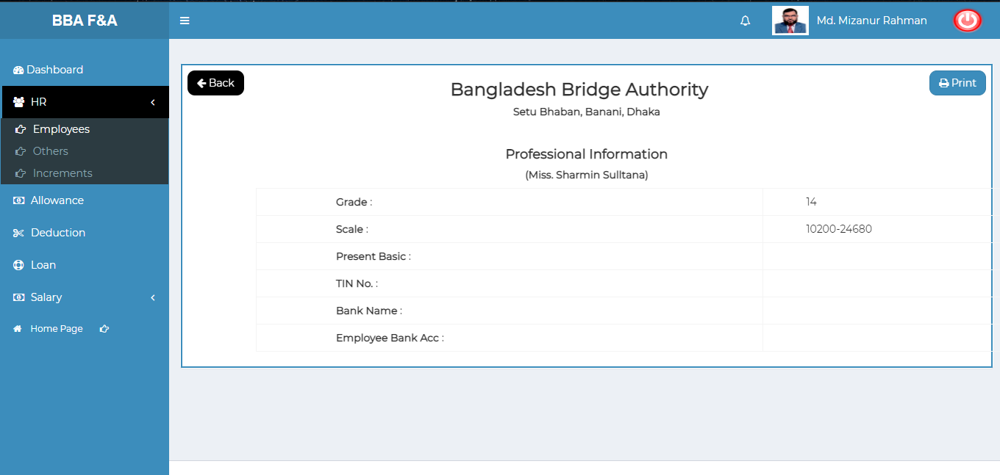 BBA F&A
Md. Mizanur Rahman
Dashboard
HR
Employees
Others
Increments
Allowance
Deduction
Loan
Salary
Home Page
Back
Print
Bangladesh Bridge Authority
Setu Bhaban, Banani, Dhaka
Professional Information
(Miss. Sharmin Sulltana)
Grade : 14
Scale : 10200-24680
Present Basic :
TIN No. :
Bank Name :
Employee Bank Acc :